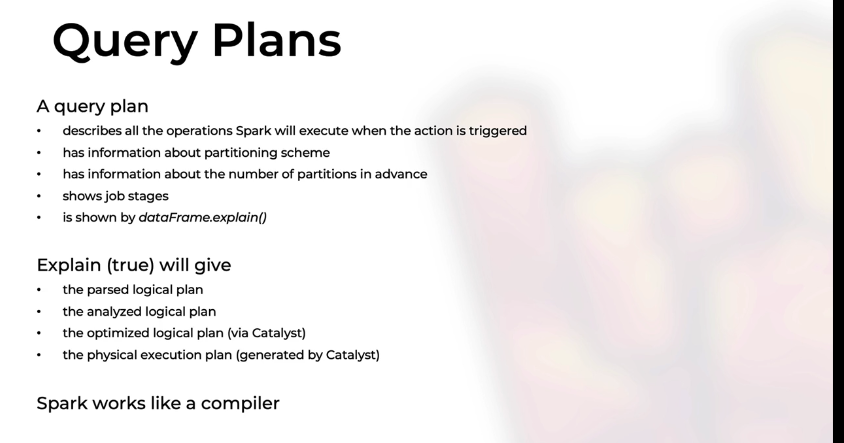 Query Plans
A query plan
• describes all the operations Spark will execute when the action is triggered
• has information about partitioning scheme
• has information about the number of partitions in advance
• shows job stages
• is shown by dataFrame.explain()
Explain (true) will give
• the parsed logical plan
• the analyzed logical plan
• the optimized logical plan (via Catalyst)
• the physical execution plan (generated by Catalyst)
Spark works like a compiler